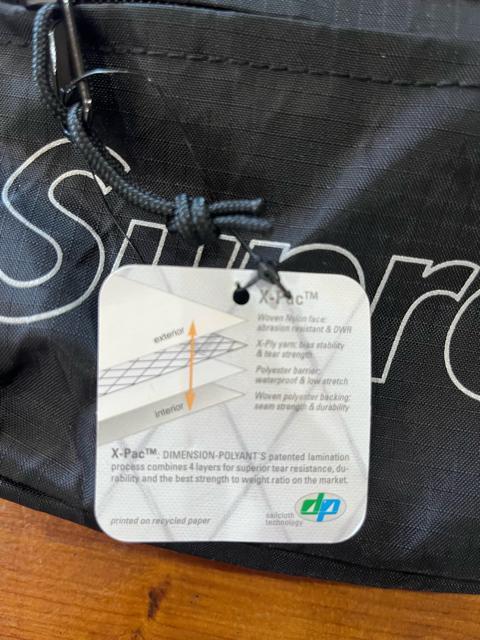 Supre
X-Pac™
Woven Nylon face:
abrasion resistant & DWR
exterior
X-Ply yarn: bias stability
& tear strength
Polyester barrier:
waterproof & low stretch
Woven polyester backing:
seam strength & durability
interior
X-Pac™: DIMENSION-POLYANT'S patented lamination
process combines 4 layers for superior tear resistance, du-
rability and the best strength to weight ratio on the market.
printed on recycled paper
sailcloth
technology
dp